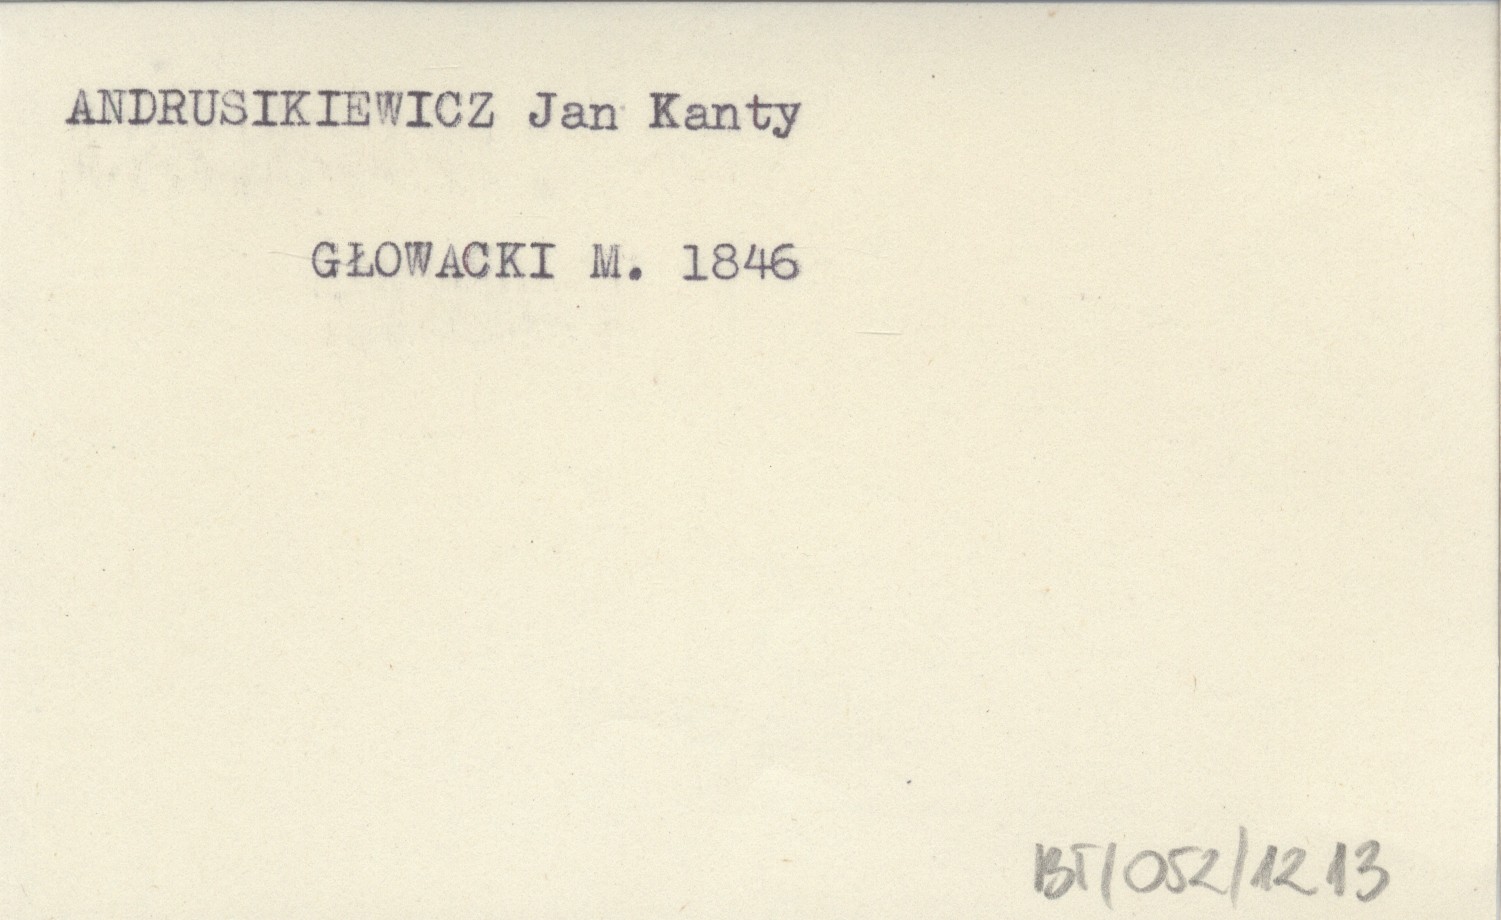 ANDRUSIKIEWICZ Jan Kanty
GŁOWACKI M. 1846
BT/052/1213